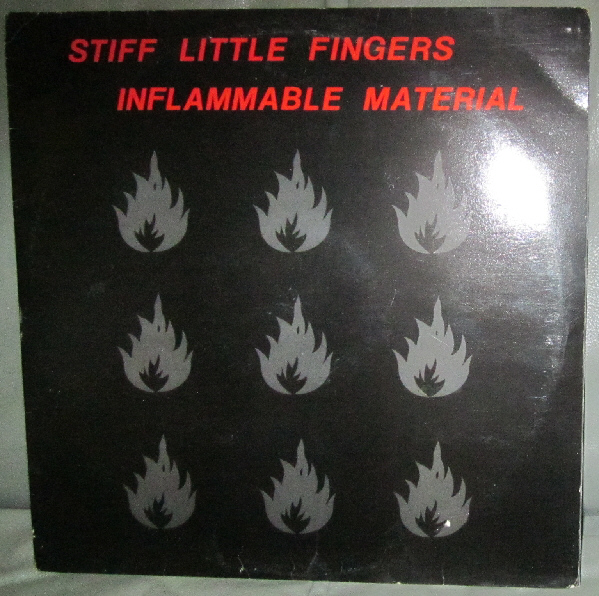 STIFF LITTLE FINGERS
INFLAMMABLE MATERIAL